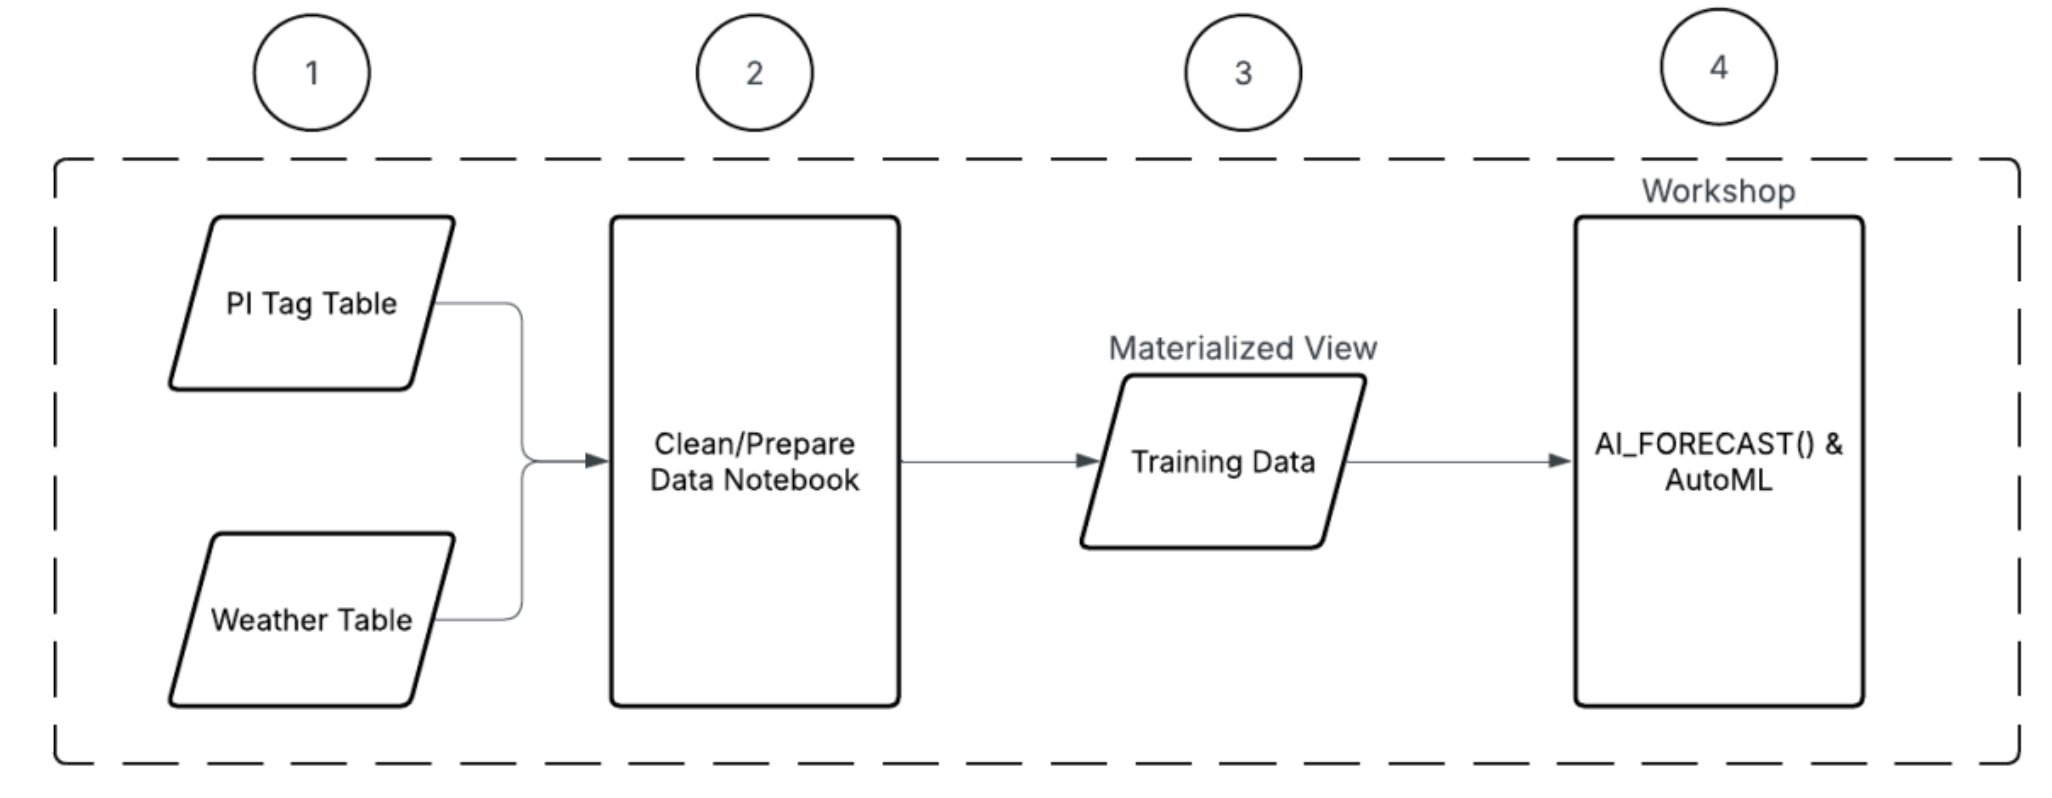 1
2
3
4
Workshop
PI Tag Table
Materialized View
Clean/Prepare
Data Notebook
Training Data
AI_FORECAST() &
AutoML
Weather Table